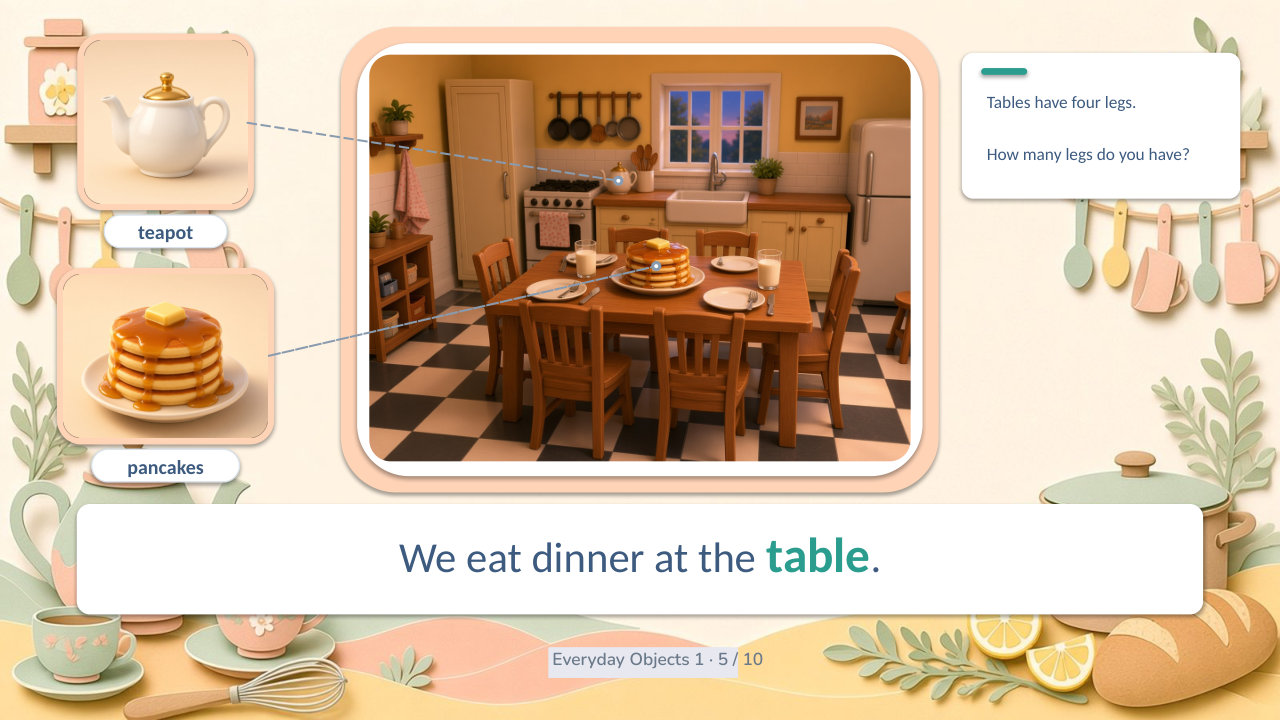 teapot
pancakes
Tables have four legs.
How many legs do you have?
We eat dinner at the table.
Everyday Objects 1 · 5 / 10